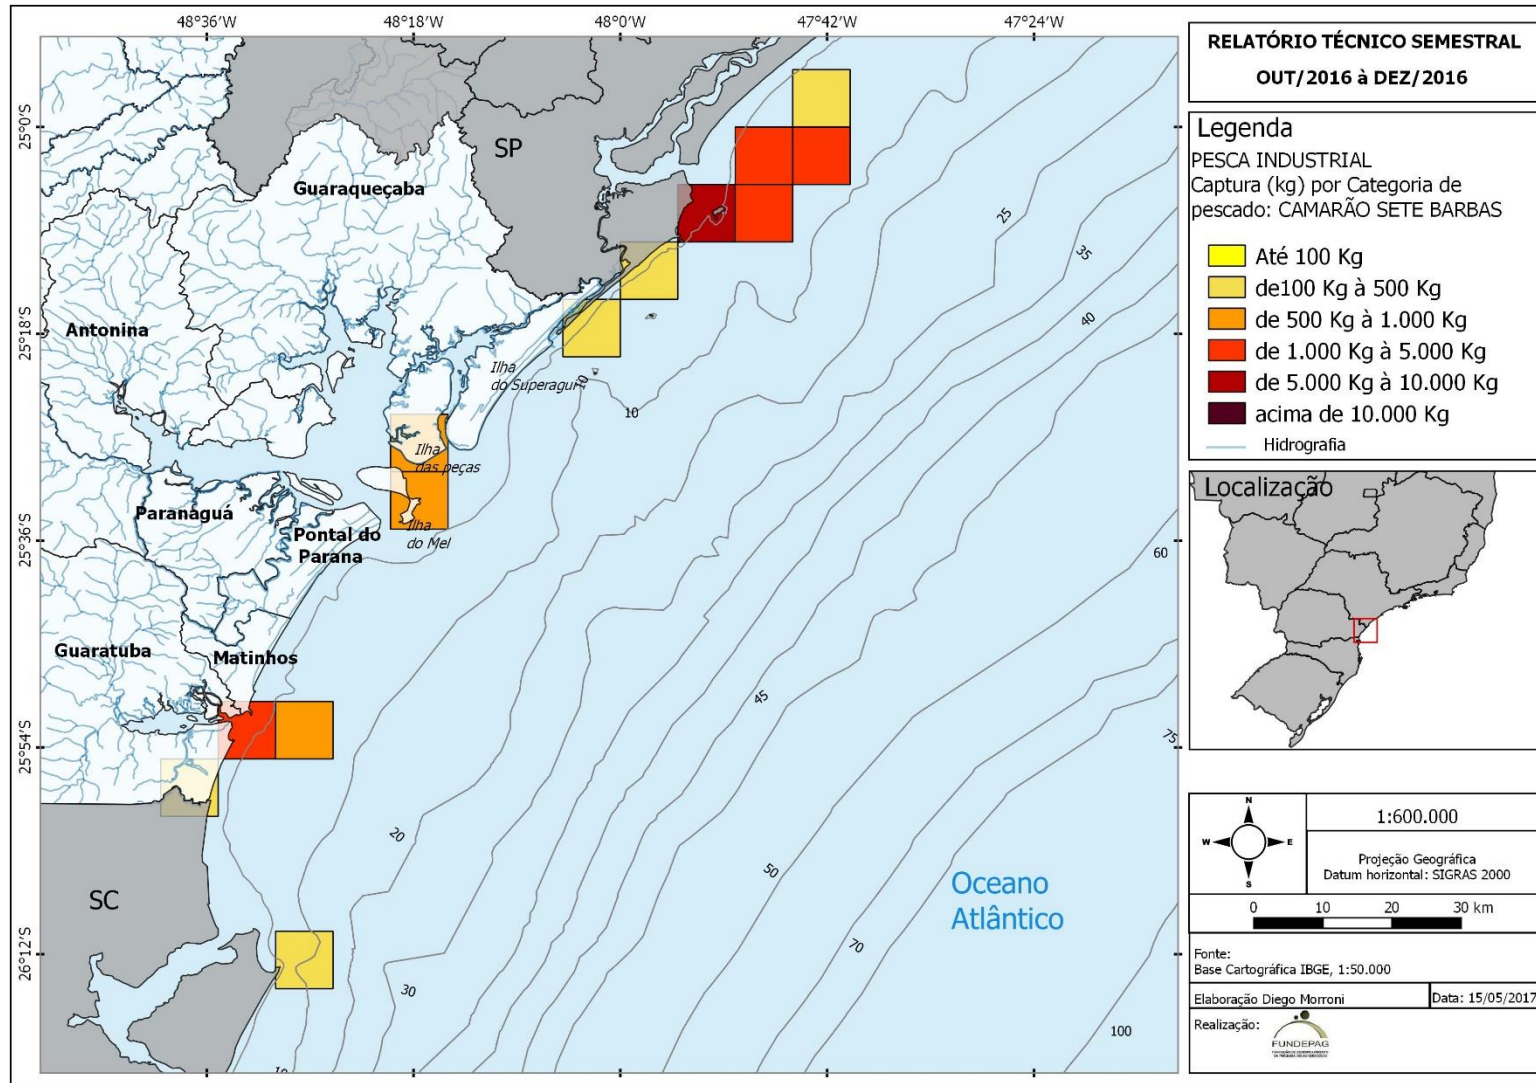 48°36'W
48°18'W
48°0'W
47°42'W
47°24'W
25°0'S
25°18'S
25°36'S
25°54'S
26°12'S
SP
Guaraqueçaba
Antonina
Ilha
do Superagui
Ilha
das peças
Paranaguá
Pontal do
Parana
Ilha
do Mel
Guaratuba
Matinhos
SC
Oceano
Atlântico
10
10
25
35
40
60
45
75
20
50
70
30
100
10
RELATÓRIO TÉCNICO SEMESTRAL
OUT/2016 à DEZ/2016
Legenda
PESCA INDUSTRIAL
Captura (kg) por Categoria de
pescado: CAMARÃO SETE BARBAS
Até 100 Kg
de100 Kg à 500 Kg
de 500 Kg à 1.000 Kg
de 1.000 Kg à 5.000 Kg
de 5.000 Kg à 10.000 Kg
acima de 10.000 Kg
Hidrografia
Localização
N
W
E
S
1:600.000
Projeção Geográfica
Datum horizontal: SIGRAS 2000
0 10 20 30 km
Fonte:
Base Cartográfica IBGE, 1:50.000
Elaboração Diego Morroni
Data: 15/05/2017
Realização:
FUNDEPAG